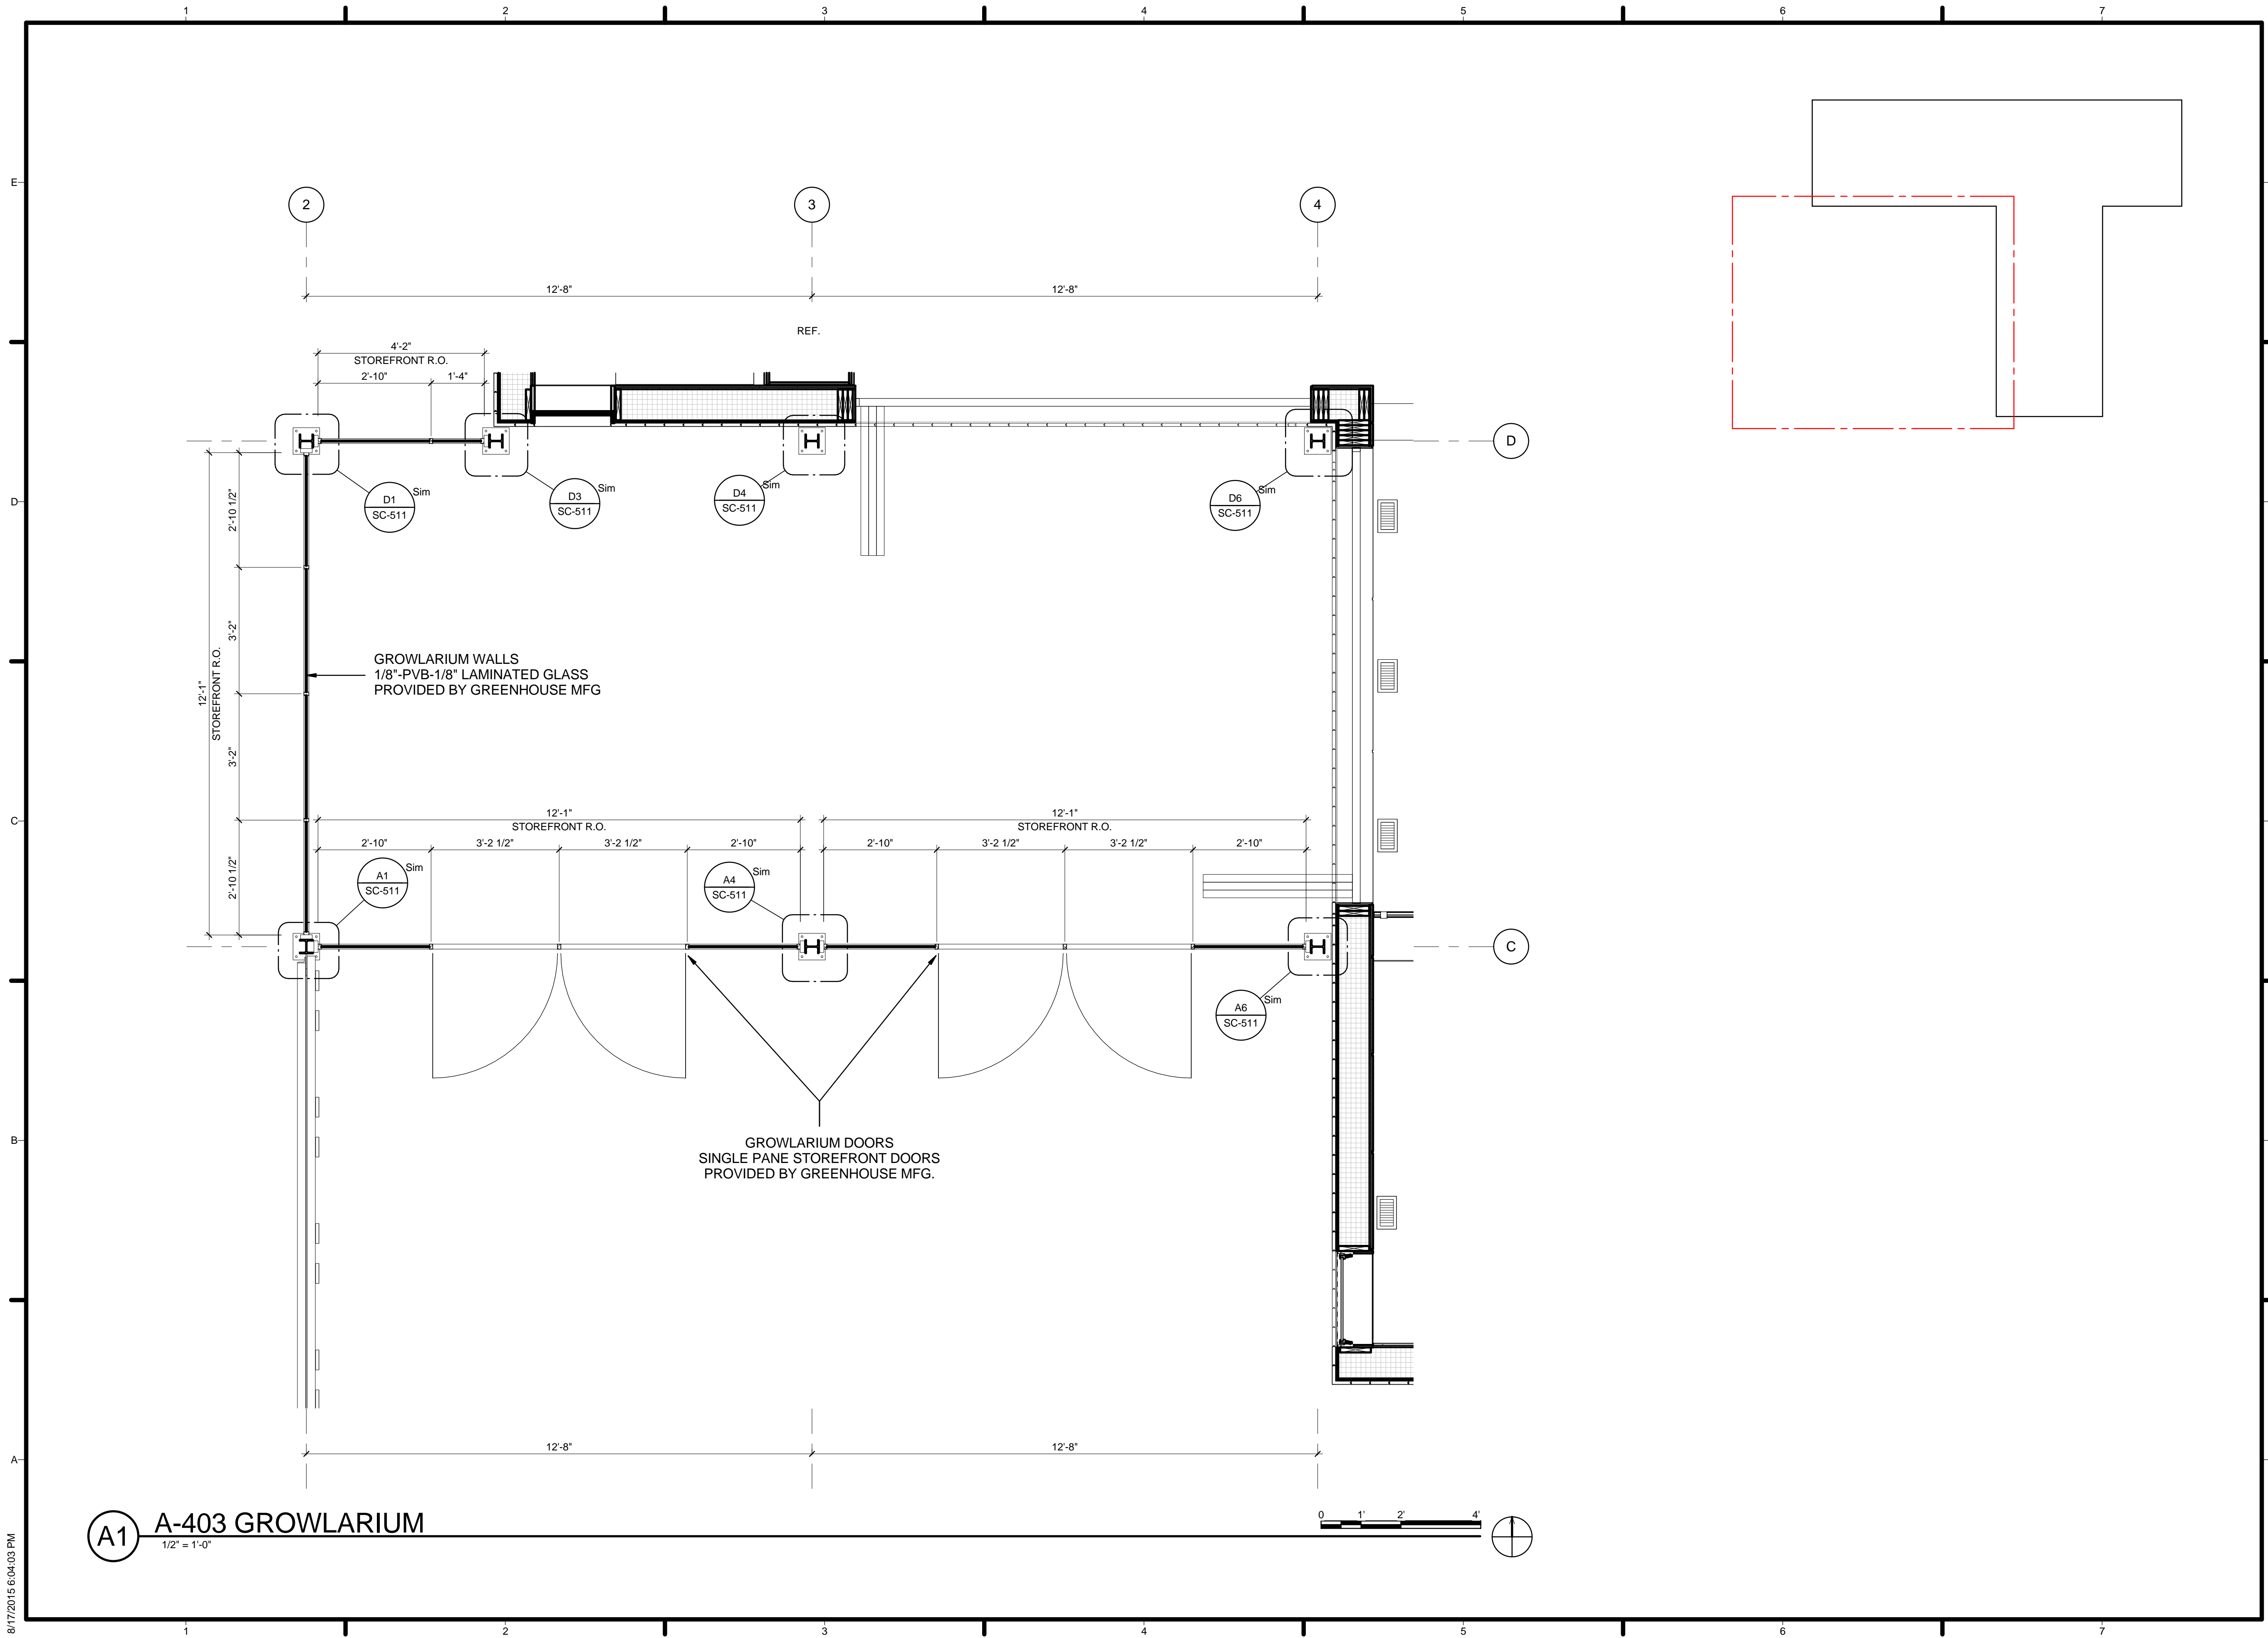 1 2 3 4 5 6 7
E
2 3 4
12'-8" 12'-8"
REF.
4'-2"
STOREFRONT R.O.
2'-10" 1'-4"
D
D1
SC-511
Sim
D3
SC-511
Sim
D4
SC-511
Sim
D6
SC-511
Sim
D
2'-10 1/2"
3'-2"
12'-1"
STOREFRONT R.O.
3'-2"
2'-10 1/2"
GROWLARIUM WALLS
1/8"-PVB-1/8" LAMINATED GLASS
PROVIDED BY GREENHOUSE MFG
C
12'-1" 12'-1"
STOREFRONT R.O. STOREFRONT R.O.
2'-10" 3'-2 1/2" 3'-2 1/2" 2'-10" 2'-10" 3'-2 1/2" 3'-2 1/2" 2'-10"
A1
SC-511
Sim
A4
SC-511
Sim
C
A6
SC-511
Sim
B
GROWLARIUM DOORS
SINGLE PANE STOREFRONT DOORS
PROVIDED BY GREENHOUSE MFG.
12'-8" 12'-8"
A
A1
A-403 GROWLARIUM
1/2" = 1'-0"
0 1' 2' 4'
8/17/2015 6:04:03 PM
1 2 3 4 5 6 7